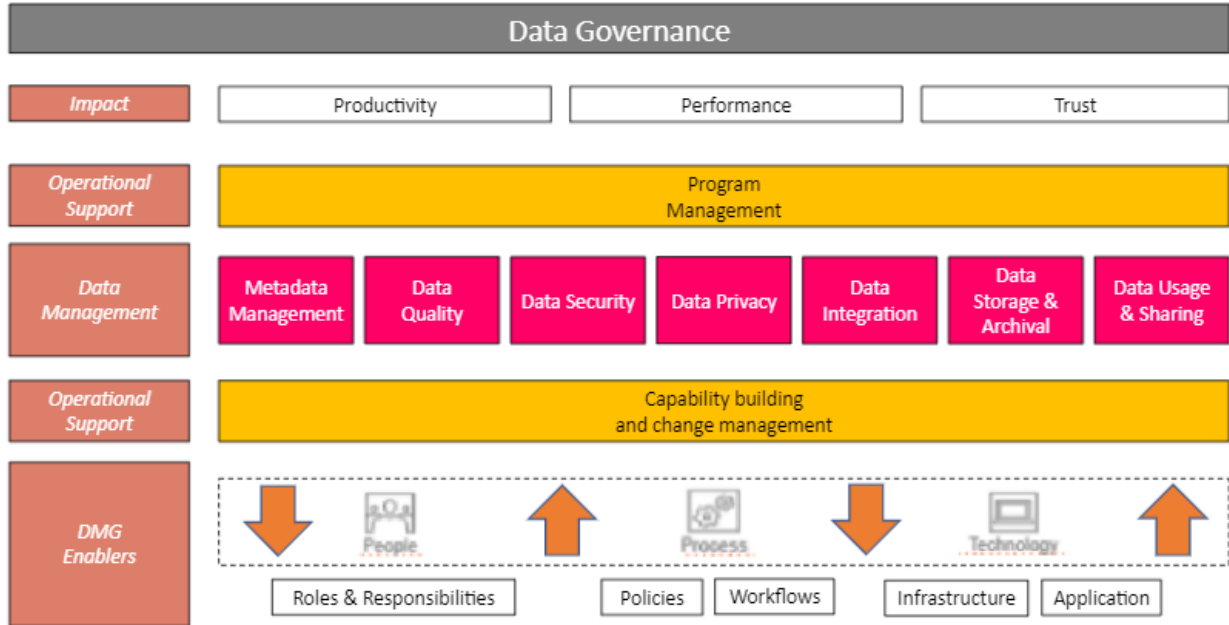 Data Governance
Impact
Productivity
Performance
Trust
Operational
Support
Program
Management
Data
Management
Metadata
Management
Data
Quality
Data Security
Data Privacy
Data
Integration
Data
Storage &
Archival
Data Usage
& Sharing
Operational
Support
Capability building
and change management
DMG
Enablers
People
Process
Technology
Roles & Responsibilities
Policies
Workflows
Infrastructure
Application